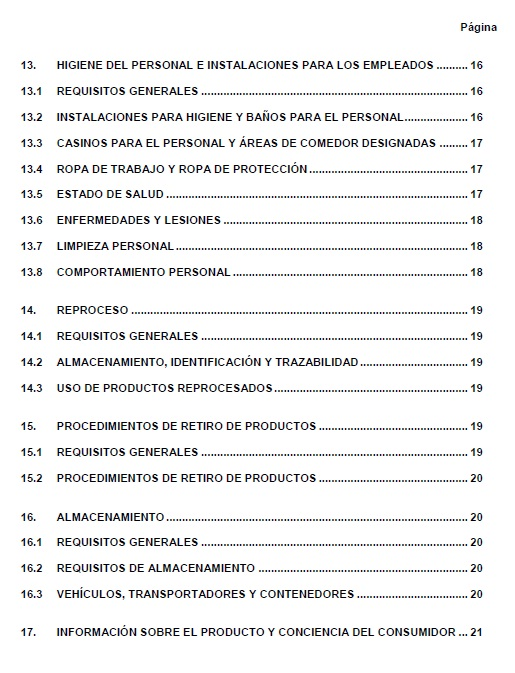 Página
13. HIGIENE DEL PERSONAL E INSTALACIONES PARA LOS EMPLEADOS .......... 16
13.1 REQUISITOS GENERALES .................................................................................... 16
13.2 INSTALACIONES PARA HIGIENE Y BAÑOS PARA EL PERSONAL.................... 16
13.3 CASINOS PARA EL PERSONAL Y ÁREAS DE COMEDOR DESIGNADAS ......... 17
13.4 ROPA DE TRABAJO Y ROPA DE PROTECCIÓN.................................................. 17
13.5 ESTADO DE SALUD ............................................................................................... 17
13.6 ENFERMEDADES Y LESIONES ............................................................................. 18
13.7 LIMPIEZA PERSONAL............................................................................................ 18
13.8 COMPORTAMIENTO PERSONAL .......................................................................... 18
14. REPROCESO .......................................................................................................... 19
14.1 REQUISITOS GENERALES .................................................................................... 19
14.2 ALMACENAMIENTO, IDENTIFICACIÓN Y TRAZABILIDAD.................................. 19
14.3 USO DE PRODUCTOS REPROCESADOS............................................................. 19
15. PROCEDIMIENTOS DE RETIRO DE PRODUCTOS ............................................... 19
15.1 REQUISITOS GENERALES .................................................................................... 19
15.2 PROCEDIMIENTOS DE RETIRO DE PRODUCTOS ............................................... 20
16. ALMACENAMIENTO ............................................................................................... 20
16.1 REQUISITOS GENERALES .................................................................................... 20
16.2 REQUISITOS DE ALMACENAMIENTO .................................................................. 20
16.3 VEHÍCULOS, TRANSPORTADORES Y CONTENEDORES ................................... 20
17. INFORMACIÓN SOBRE EL PRODUCTO Y CONCIENCIA DEL CONSUMIDOR ... 21